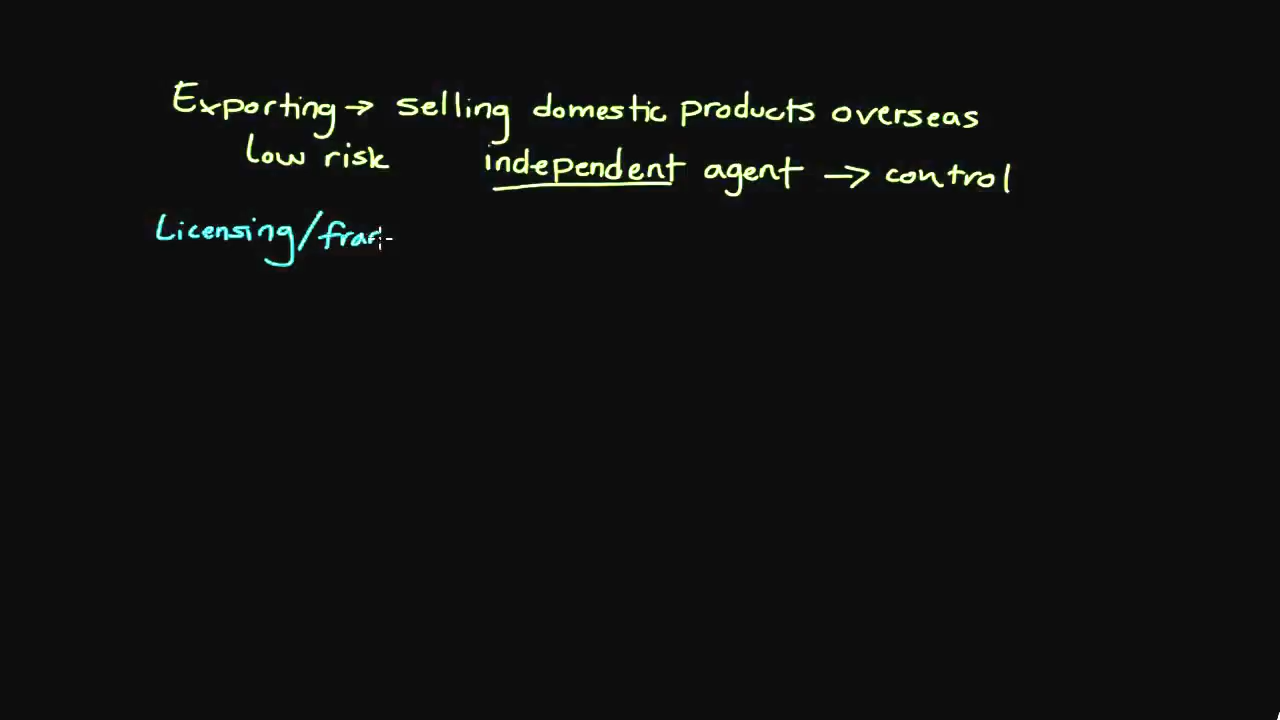 Exporting → selling domestic products overseas
low risk independent agent → control
Licensing/fran